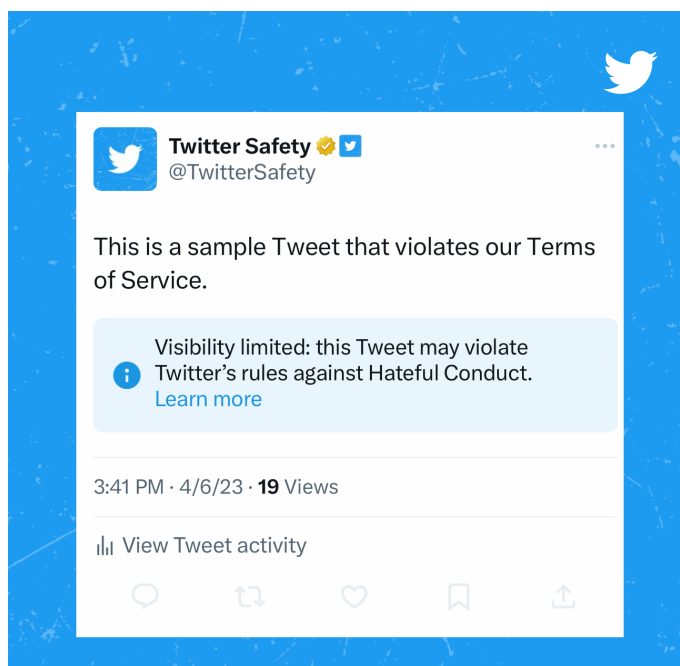 Twitter Safety
@TwitterSafety
This is a sample Tweet that violates our Terms
of Service.
Visibility limited: this Tweet may violate
Twitter’s rules against Hateful Conduct.
Learn more
3:41 PM · 4/6/23 · 19 Views
View Tweet activity